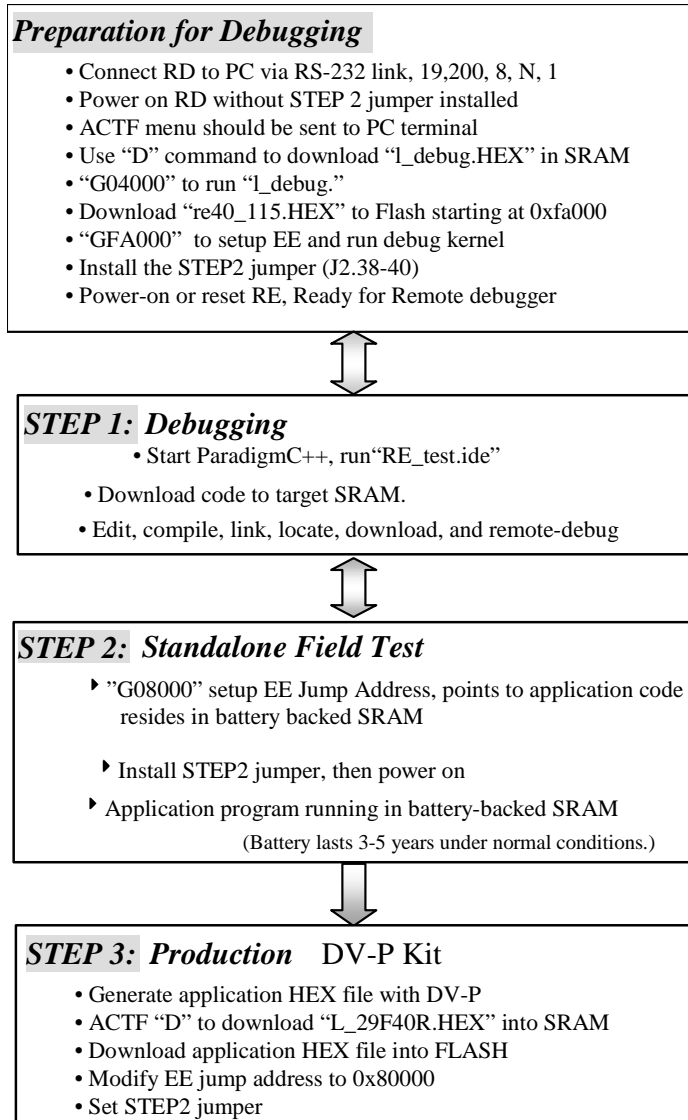 Preparation for Debugging
• Connect RD to PC via RS-232 link, 19,200, 8, N, 1
• Power on RD without STEP 2 jumper installed
• ACTF menu should be sent to PC terminal
• Use “D” command to download “l_debug.HEX” in SRAM
• “G04000” to run “l_debug.”
• Download “re40_115.HEX” to Flash starting at 0xfa000
• “GFA000” to setup EE and run debug kernel
• Install the STEP2 jumper (J2.38-40)
• Power-on or reset RE, Ready for Remote debugger
STEP 1: Debugging
• Start ParadigmC++, run“RE_test.ide”
• Download code to target SRAM.
• Edit, compile, link, locate, download, and remote-debug
STEP 2: Standalone Field Test
”G08000” setup EE Jump Address, points to application code
resides in battery backed SRAM
Install STEP2 jumper, then power on
Application program running in battery-backed SRAM
(Battery lasts 3-5 years under normal conditions.)
STEP 3: Production DV-P Kit
• Generate application HEX file with DV-P
• ACTF “D” to download “L_29F40R.HEX” into SRAM
• Download application HEX file into FLASH
• Modify EE jump address to 0x80000
• Set STEP2 jumper